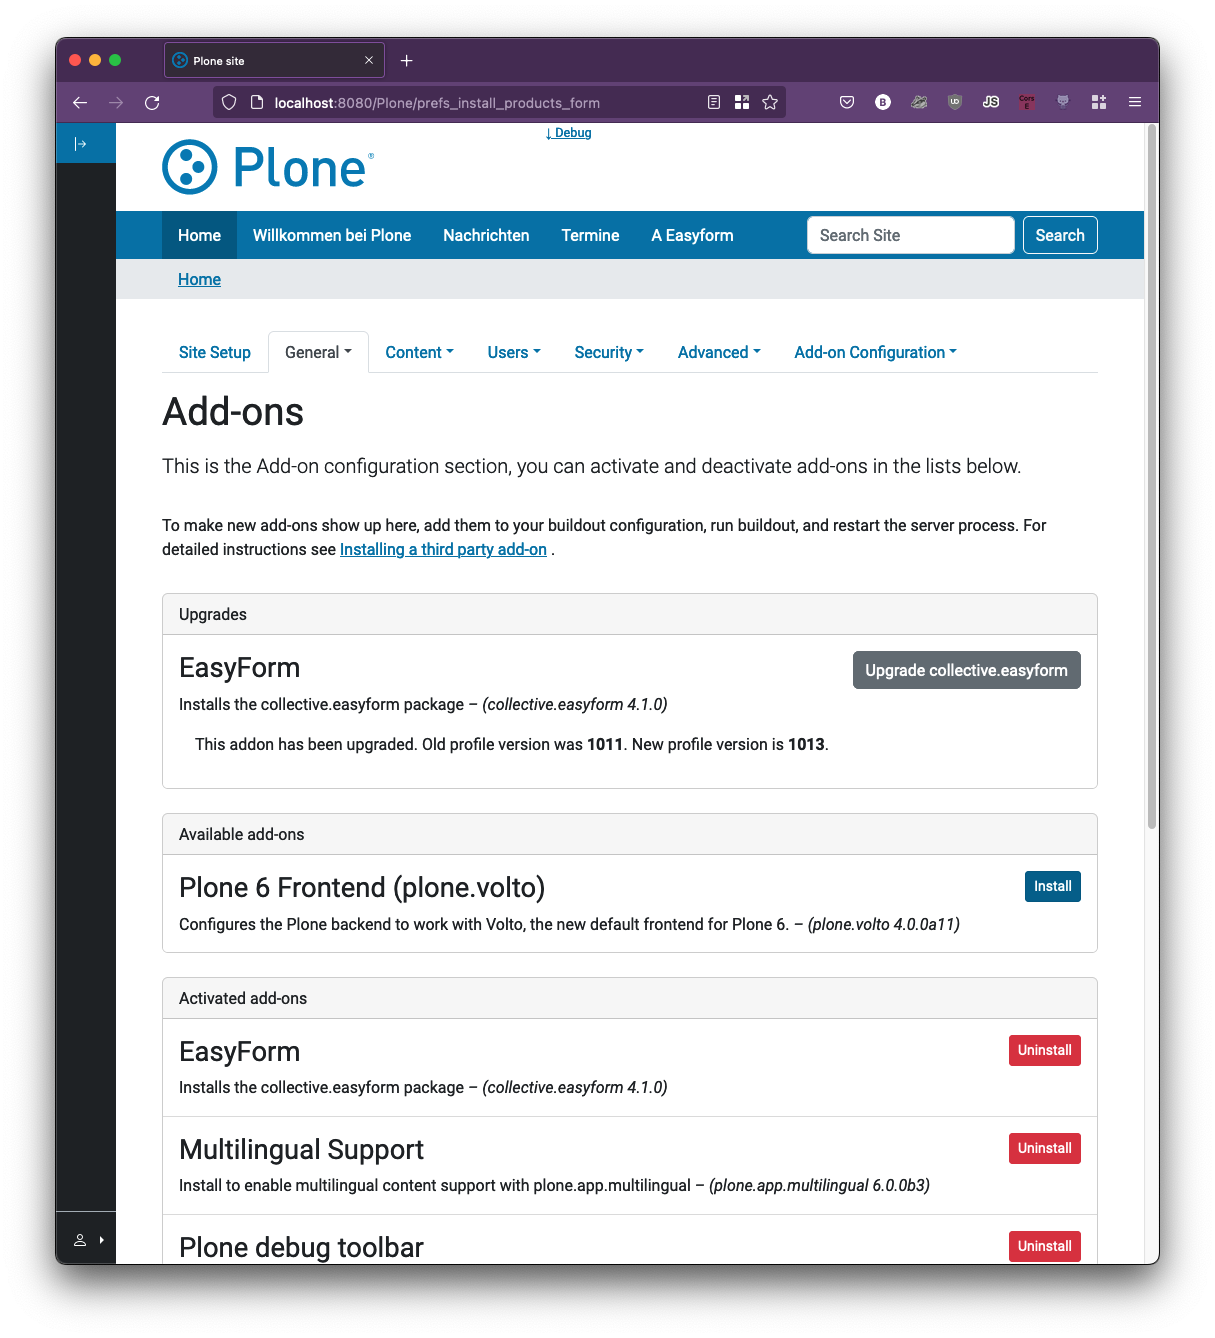 Plone site
localhost:8080/Plone/prefs_install_products_form
↓ Debug
Plone®
Home Willkommen bei Plone Nachrichten Termine A Easyform Search Site Search
Home
Site Setup General Content Users Security Advanced Add-on Configuration
Add-ons
This is the Add-on configuration section, you can activate and deactivate add-ons in the lists below.
To make new add-ons show up here, add them to your buildout configuration, run buildout, and restart the server process. For
detailed instructions see Installing a third party add-on .
Upgrades
EasyForm Upgrade collective.easyform
Installs the collective.easyform package – (collective.easyform 4.1.0)
This addon has been upgraded. Old profile version was 1011. New profile version is 1013.
Available add-ons
Plone 6 Frontend (plone.volto) Install
Configures the Plone backend to work with Volto, the new default frontend for Plone 6. – (plone.volto 4.0.0a11)
Activated add-ons
EasyForm Uninstall
Installs the collective.easyform package – (collective.easyform 4.1.0)
Multilingual Support Uninstall
Install to enable multilingual content support with plone.app.multilingual – (plone.app.multilingual 6.0.0b3)
Plone debug toolbar Uninstall